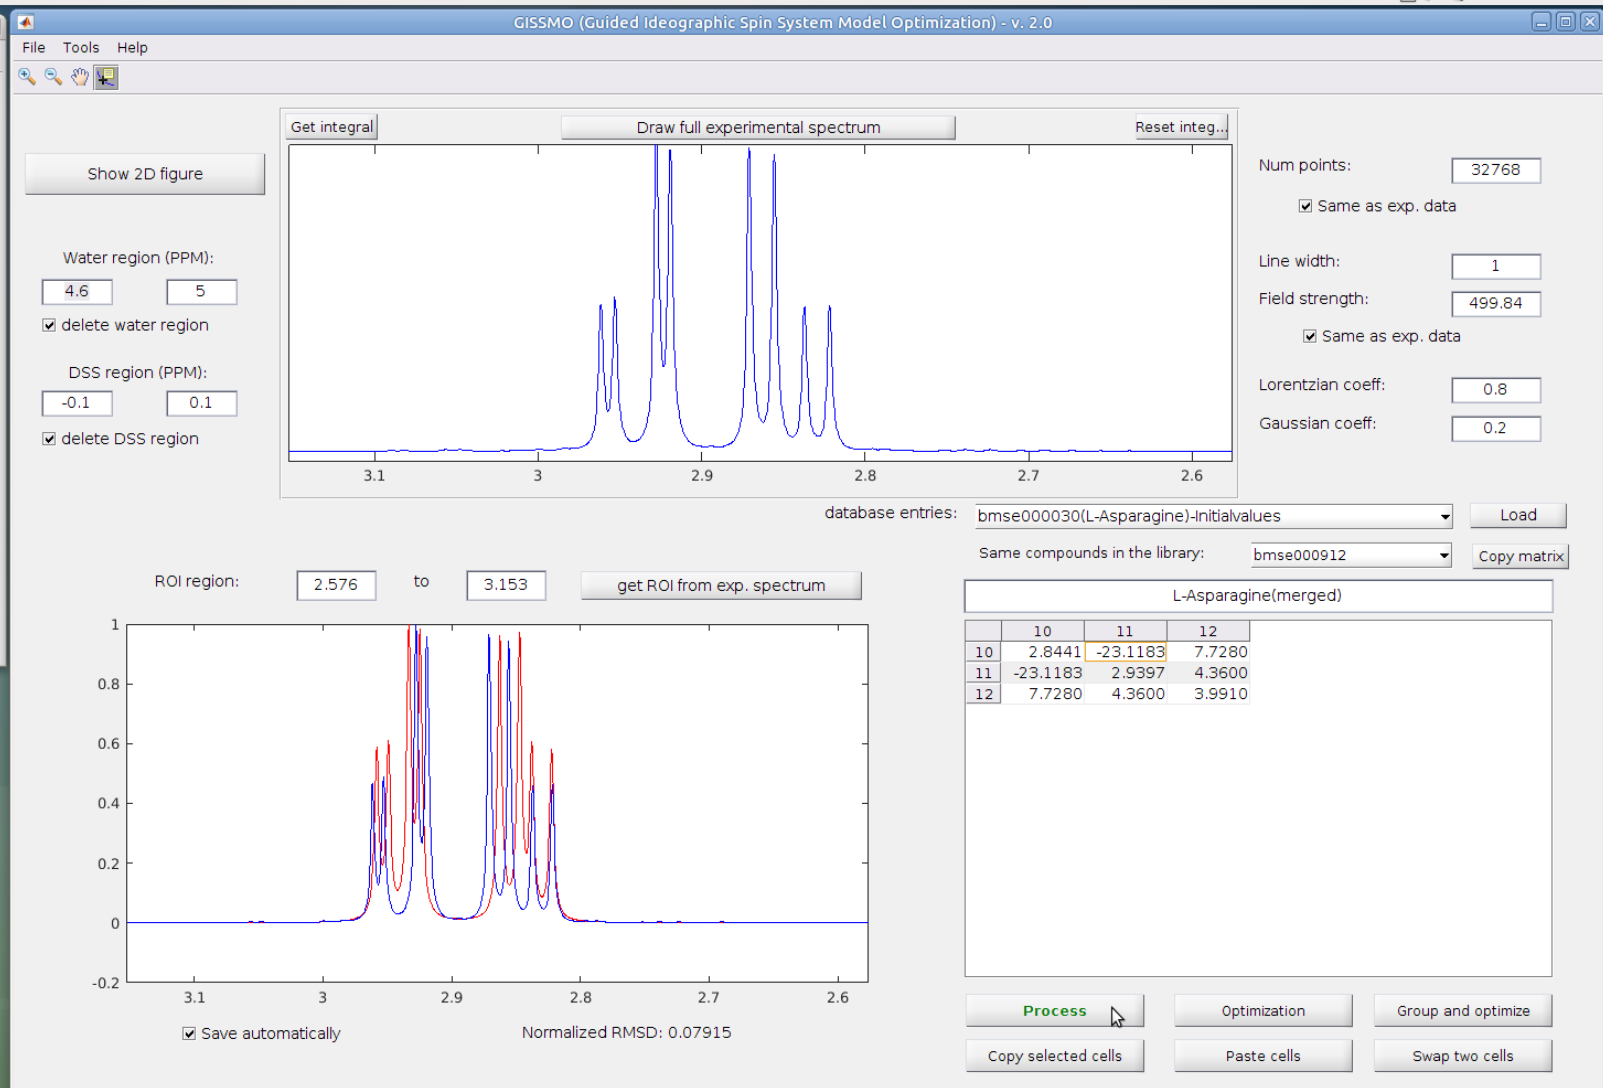 GISSMO (Guided Ideographic Spin System Model Optimization) - v. 2.0
File Tools Help
Get integral Draw full experimental spectrum Reset integ...
Show 2D figure
Water region (PPM):
4.6 5
delete water region
DSS region (PPM):
-0.1 0.1
delete DSS region
3.1 3 2.9 2.8 2.7 2.6
Num points: 32768
Same as exp. data
Line width: 1
Field strength: 499.84
Same as exp. data
Lorentzian coeff: 0.8
Gaussian coeff: 0.2
database entries: bmse000030(L-Asparagine)-Initialvalues Load
Same compounds in the library: bmse000912 Copy matrix
ROI region: 2.576 to 3.153 get ROI from exp. spectrum
L-Asparagine(merged)
10 11 12
10 2.8441 -23.1183 7.7280
11 -23.1183 2.9397 4.3600
12 7.7280 4.3600 3.9910
1
0.8
0.6
0.4
0.2
0
-0.2
3.1 3 2.9 2.8 2.7 2.6
Save automatically Normalized RMSD: 0.07915
Process Optimization Group and optimize
Copy selected cells Paste cells Swap two cells